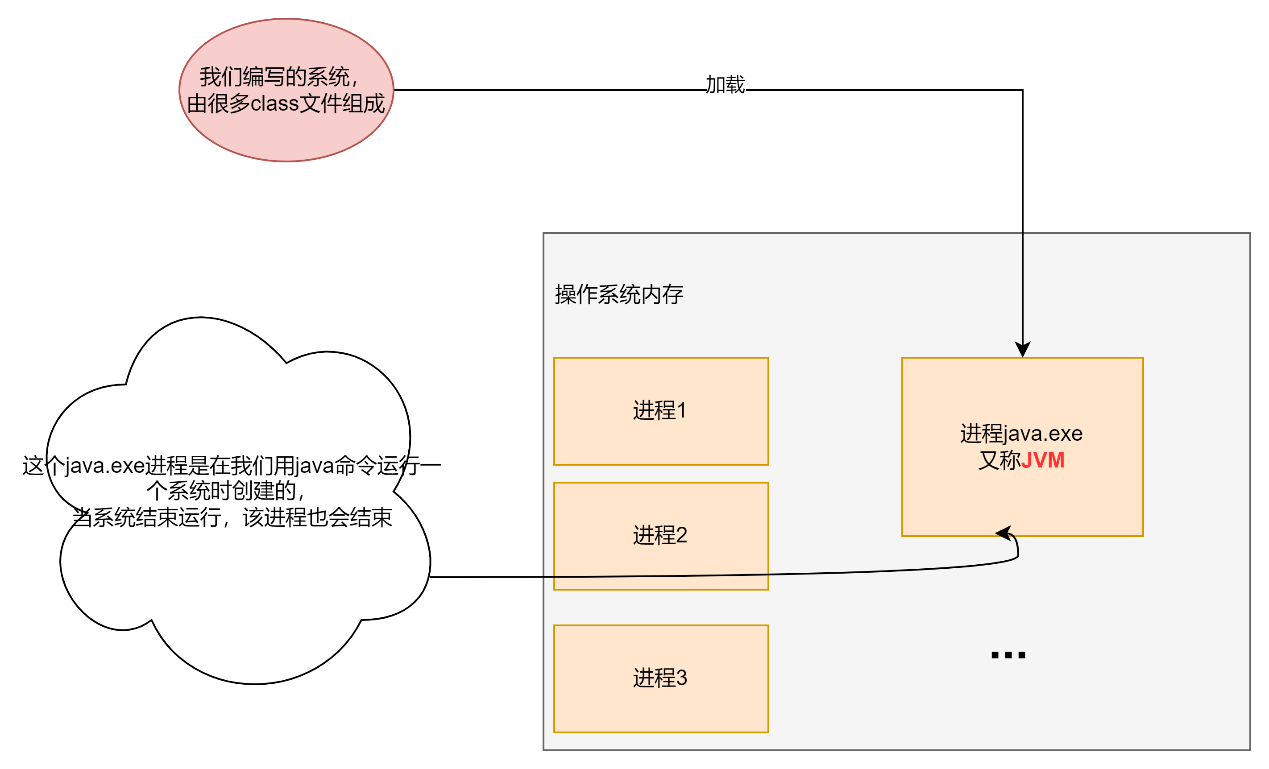 我们编写的系统，
由很多class文件组成
加载
操作系统内存
进程1
进程java.exe
又称JVM
这个java.exe进程是在我们用java命令运行一
个系统时创建的，
当系统结束运行，该进程也会结束
进程2
进程3
...